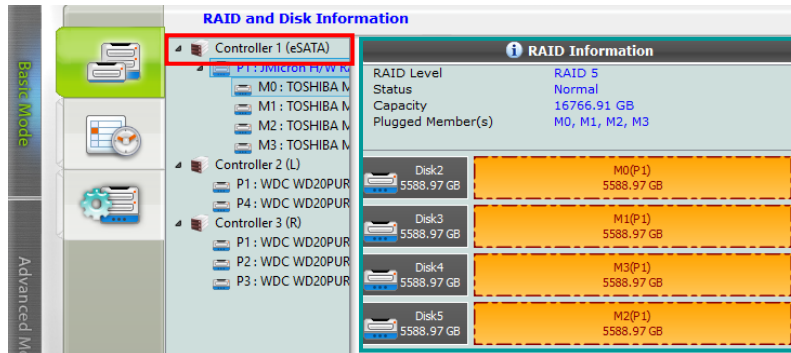 RAID and Disk Information
Basic Mode
Advanced Mo
Controller 1 (eSATA)
P1 : JMicron H/W RA
M0 : TOSHIBA M
M1 : TOSHIBA M
M2 : TOSHIBA M
M3 : TOSHIBA M
Controller 2 (L)
P1 : WDC WD20PUR
P4 : WDC WD20PUR
Controller 3 (R)
P1 : WDC WD20PUR
P2 : WDC WD20PUR
P3 : WDC WD20PUR
RAID Information
RAID Level RAID 5
Status Normal
Capacity 16766.91 GB
Plugged Member(s) M0, M1, M2, M3
Disk2
5588.97 GB
M0(P1)
5588.97 GB
Disk3
5588.97 GB
M1(P1)
5588.97 GB
Disk4
5588.97 GB
M3(P1)
5588.97 GB
Disk5
5588.97 GB
M2(P1)
5588.97 GB